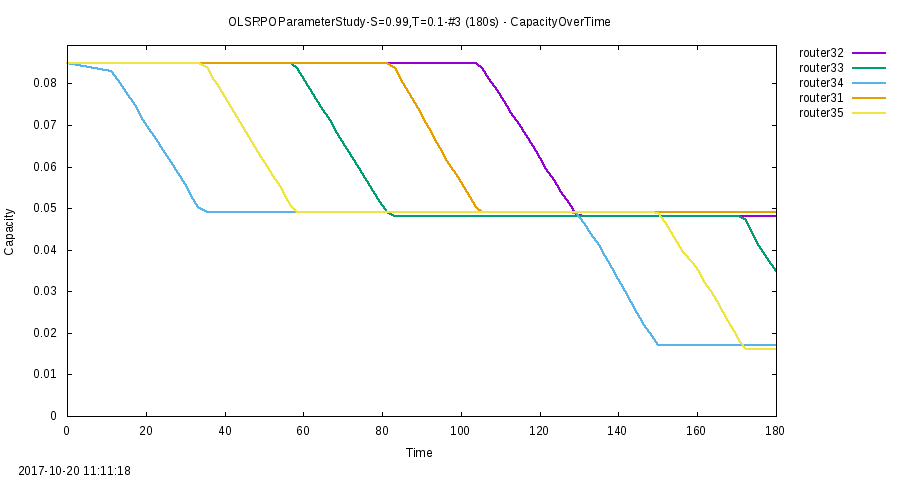 OLSRPOParameterStudy-S=0.99,T=0.1-#3 (180s) - CapacityOverTime
router32
router33
router34
router31
router35
0.08
0.07
0.06
0.05
0.04
0.03
0.02
0.01
0
Capacity
0 20 40 60 80 100 120 140 160 180
Time
2017-10-20 11:11:18